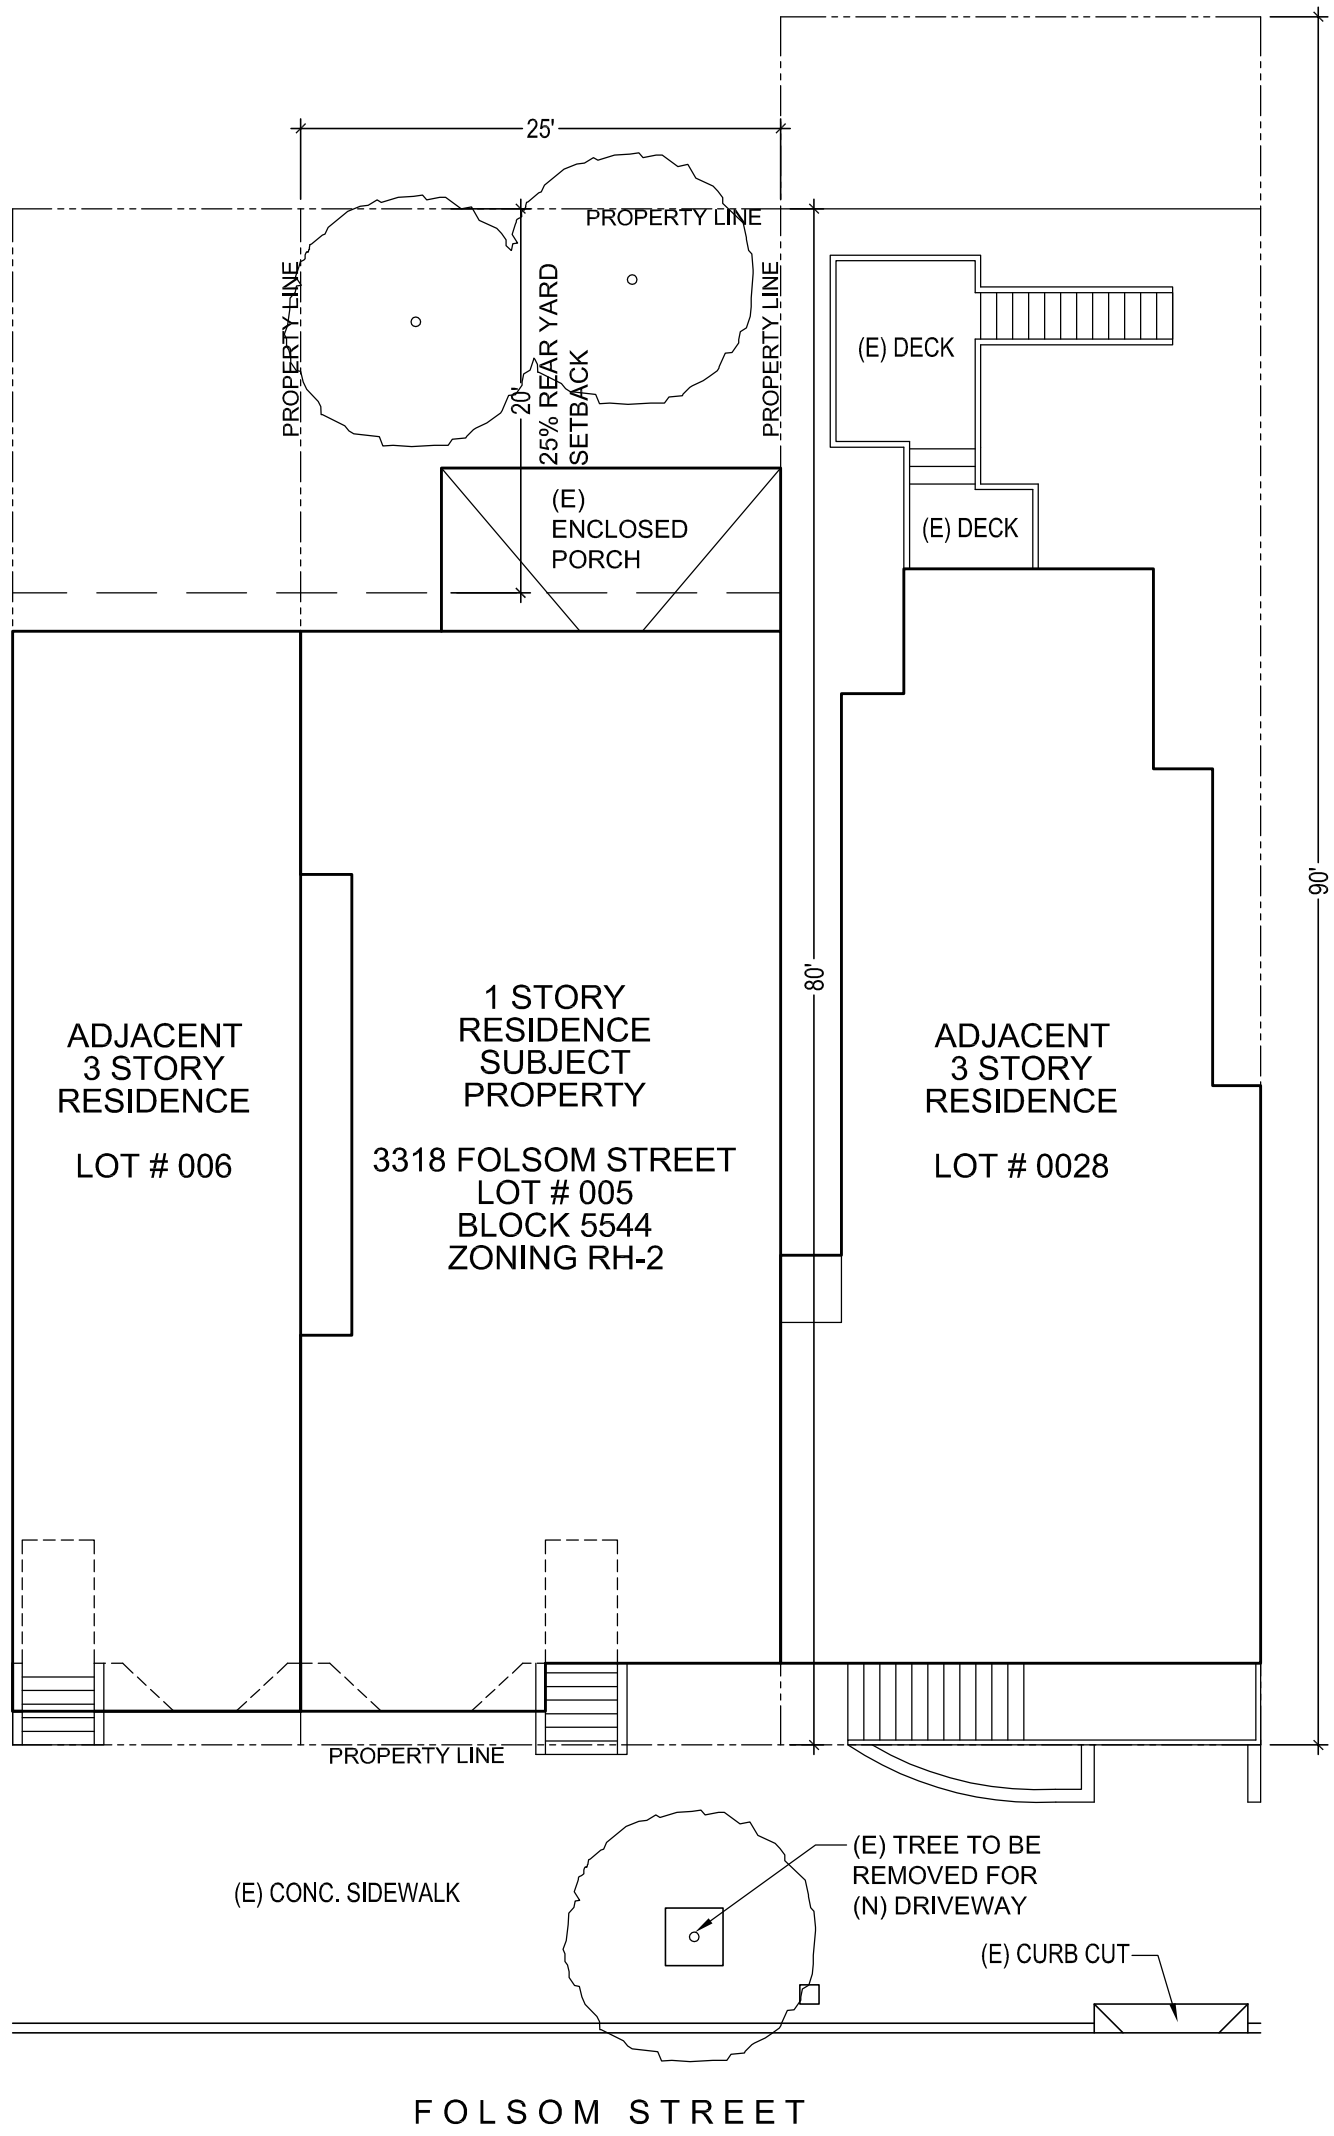 25'
PROPERTY LINE
PROPERTY LINE
20'
25% REAR YARD
SETBACK
PROPERTY LINE
(E) DECK
(E)
ENCLOSED
PORCH
(E) DECK
90'
80'
ADJACENT
3 STORY
RESIDENCE
LOT # 006
1 STORY
RESIDENCE
SUBJECT
PROPERTY
3318 FOLSOM STREET
LOT # 005
BLOCK 5544
ZONING RH-2
ADJACENT
3 STORY
RESIDENCE
LOT # 0028
PROPERTY LINE
(E) CONC. SIDEWALK
(E) TREE TO BE
REMOVED FOR
(N) DRIVEWAY
(E) CURB CUT
FOLSOM STREET